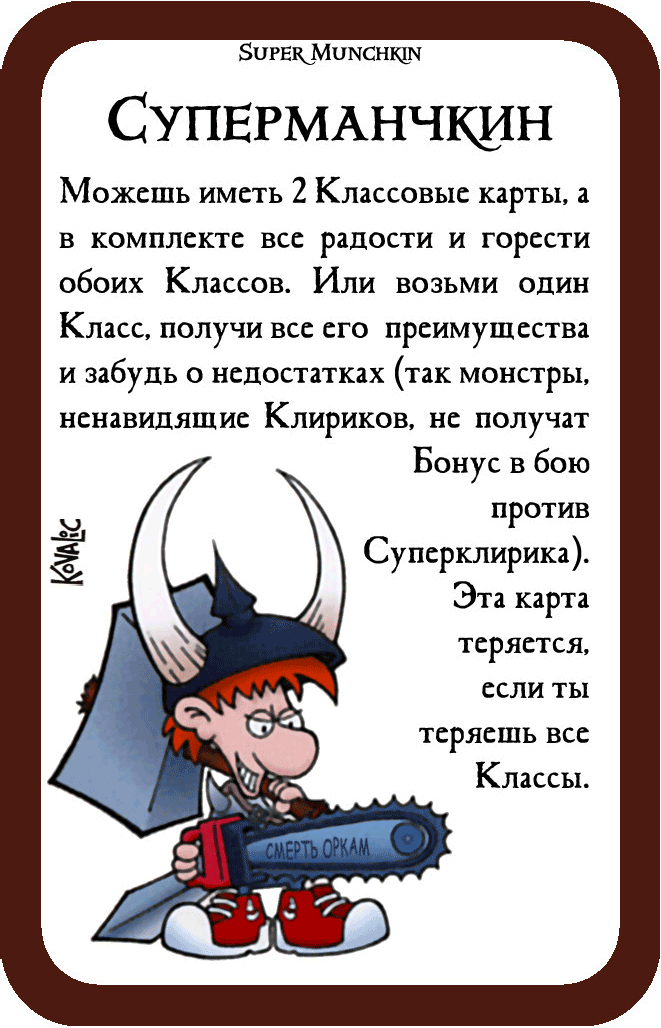 Super Munchkin
Суперманчкин
Можешь иметь 2 Классовые карты, а
в комплекте все радости и горести
обоих Классов. Или возьми один
Класс, получи все его преимущества
и забудь о недостатках (так монстры,
ненавидящие Клириков, не получат
Бонус в бою
против
Суперклирика).
Эта карта
теряется,
если ты
теряешь все
Классы.
Kovalic
СМЕРТЬ ОРКАМ